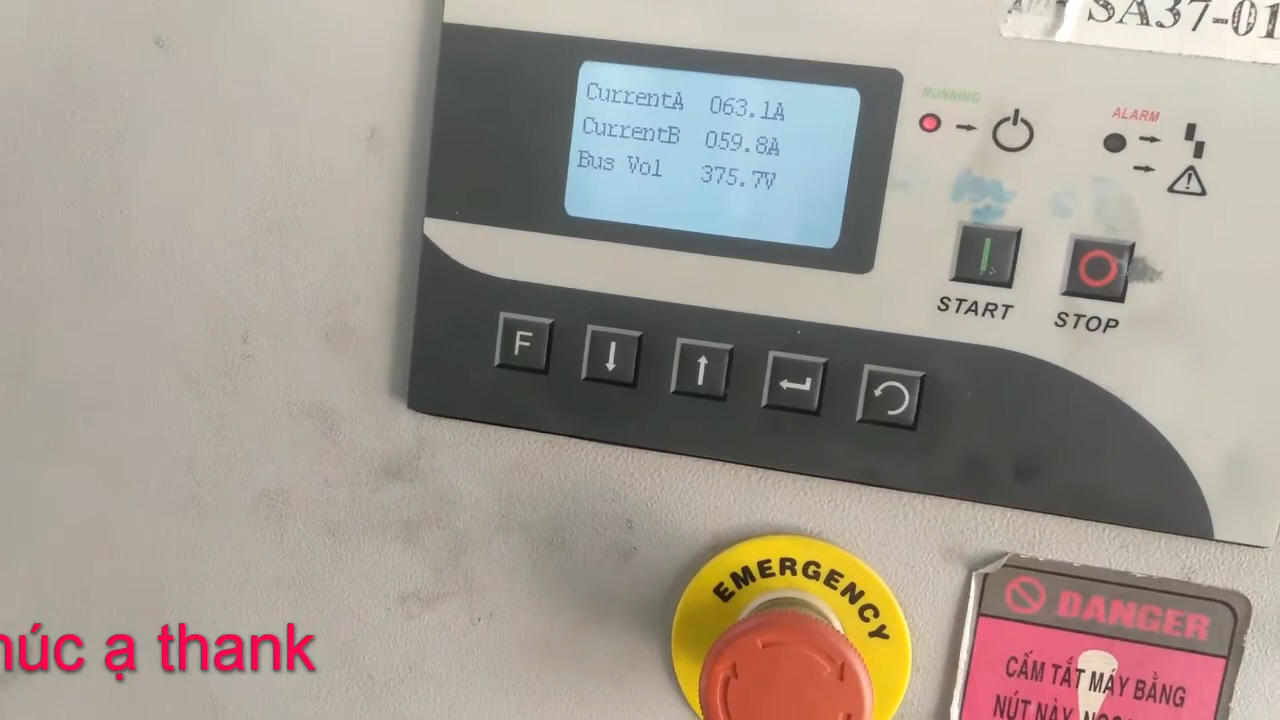 SA37-01
CurrentA 063.1A
CurrentB 059.8A
Bus Vol 375.7V
RUNNING
ALARM
START
STOP
F
EMERGENCY
DANGER
CẤM TẮT MÁY BẰNG
NÚT NÀY
húc ạ thank